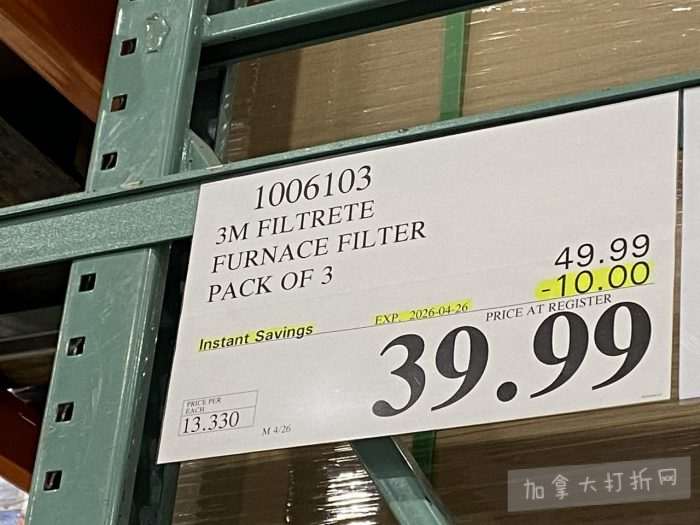 1006103
3M FILTRETE
FURNACE FILTER
PACK OF 3
49.99
-10.00
Instant Savings
EXP. 2026-04-26
PRICE AT REGISTER
39.99
PRICE PER
EACH
13.330
M 4/26
加拿大打折网